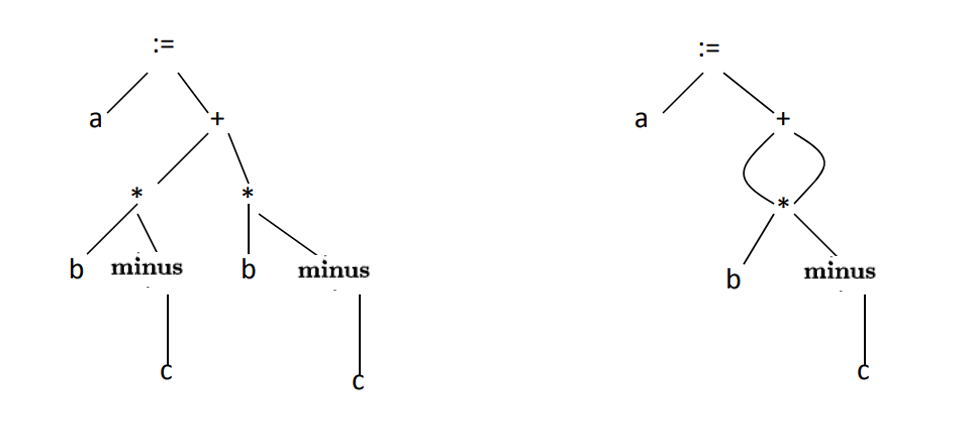 := :=
a + a +
* * *
b minus b minus b minus
c c c